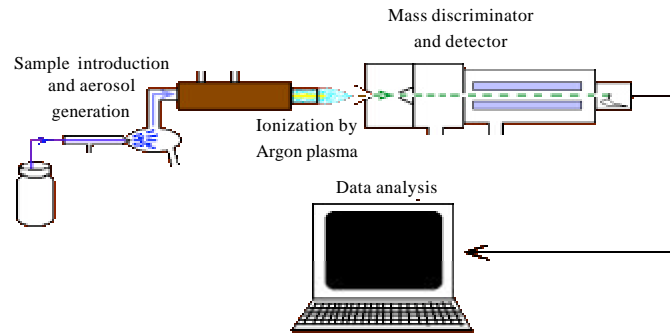 Mass discriminator
and detector
Sample introduction
and aerosol
generation
Ionization by
Argon plasma
Data analysis